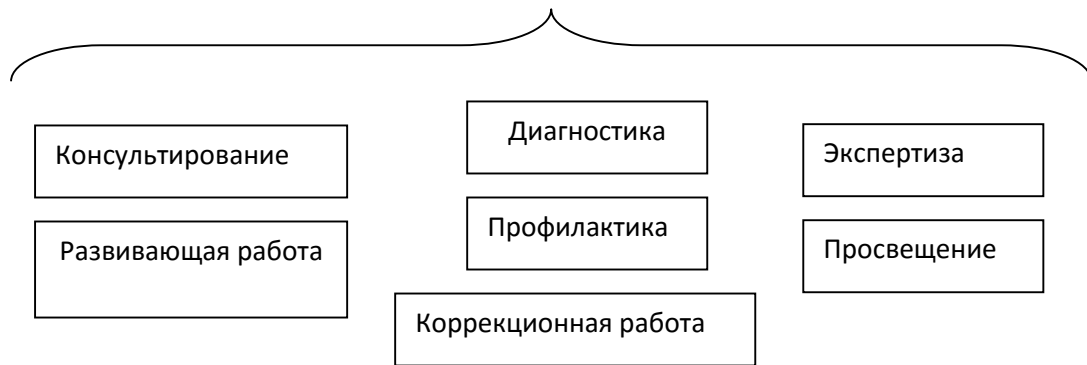 Консультирование
Развивающая работа
Диагностика
Профилактика
Коррекционная работа
Экспертиза
Просвещение